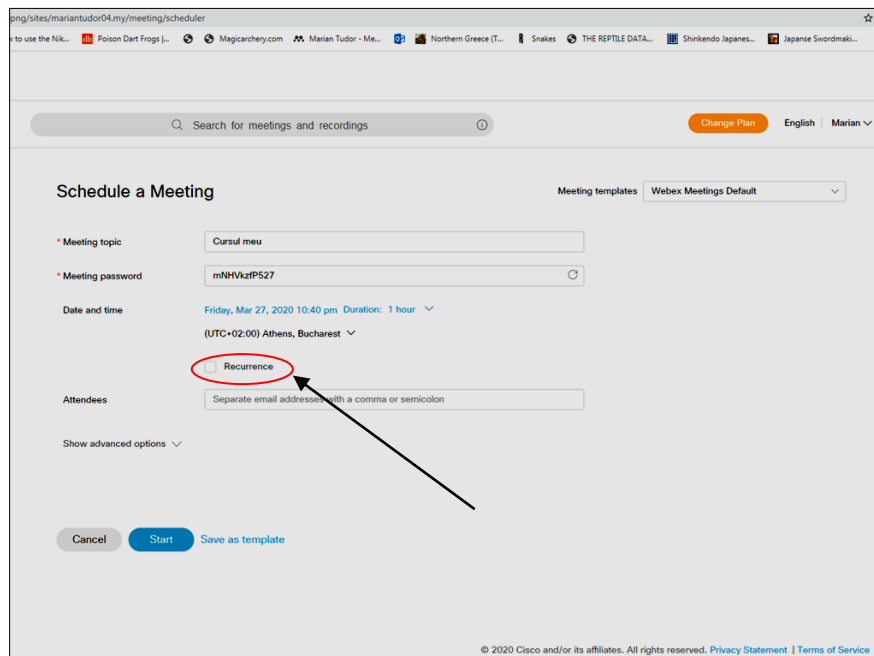 png/sites/mariantudor04.my/meeting/scheduler
to use the Nik... Poison Dart Frogs |... Magicarchery.com Marian Tudor - Me... Northern Greece (T... Snakes THE REPTILE DATA... Shinkendo Japanes... Japanse Swordmaki...
Search for meetings and recordings
Change Plan English Marian
Schedule a Meeting
Meeting templates Webex Meetings Default
* Meeting topic Cursul meu
* Meeting password mNHVkzfP527
Date and time Friday, Mar 27, 2020 10:40 pm Duration: 1 hour
(UTC+02:00) Athens, Bucharest
Recurrence
Attendees Separate email addresses with a comma or semicolon
Show advanced options
Cancel Start Save as template
© 2020 Cisco and/or its affiliates. All rights reserved. Privacy Statement | Terms of Service